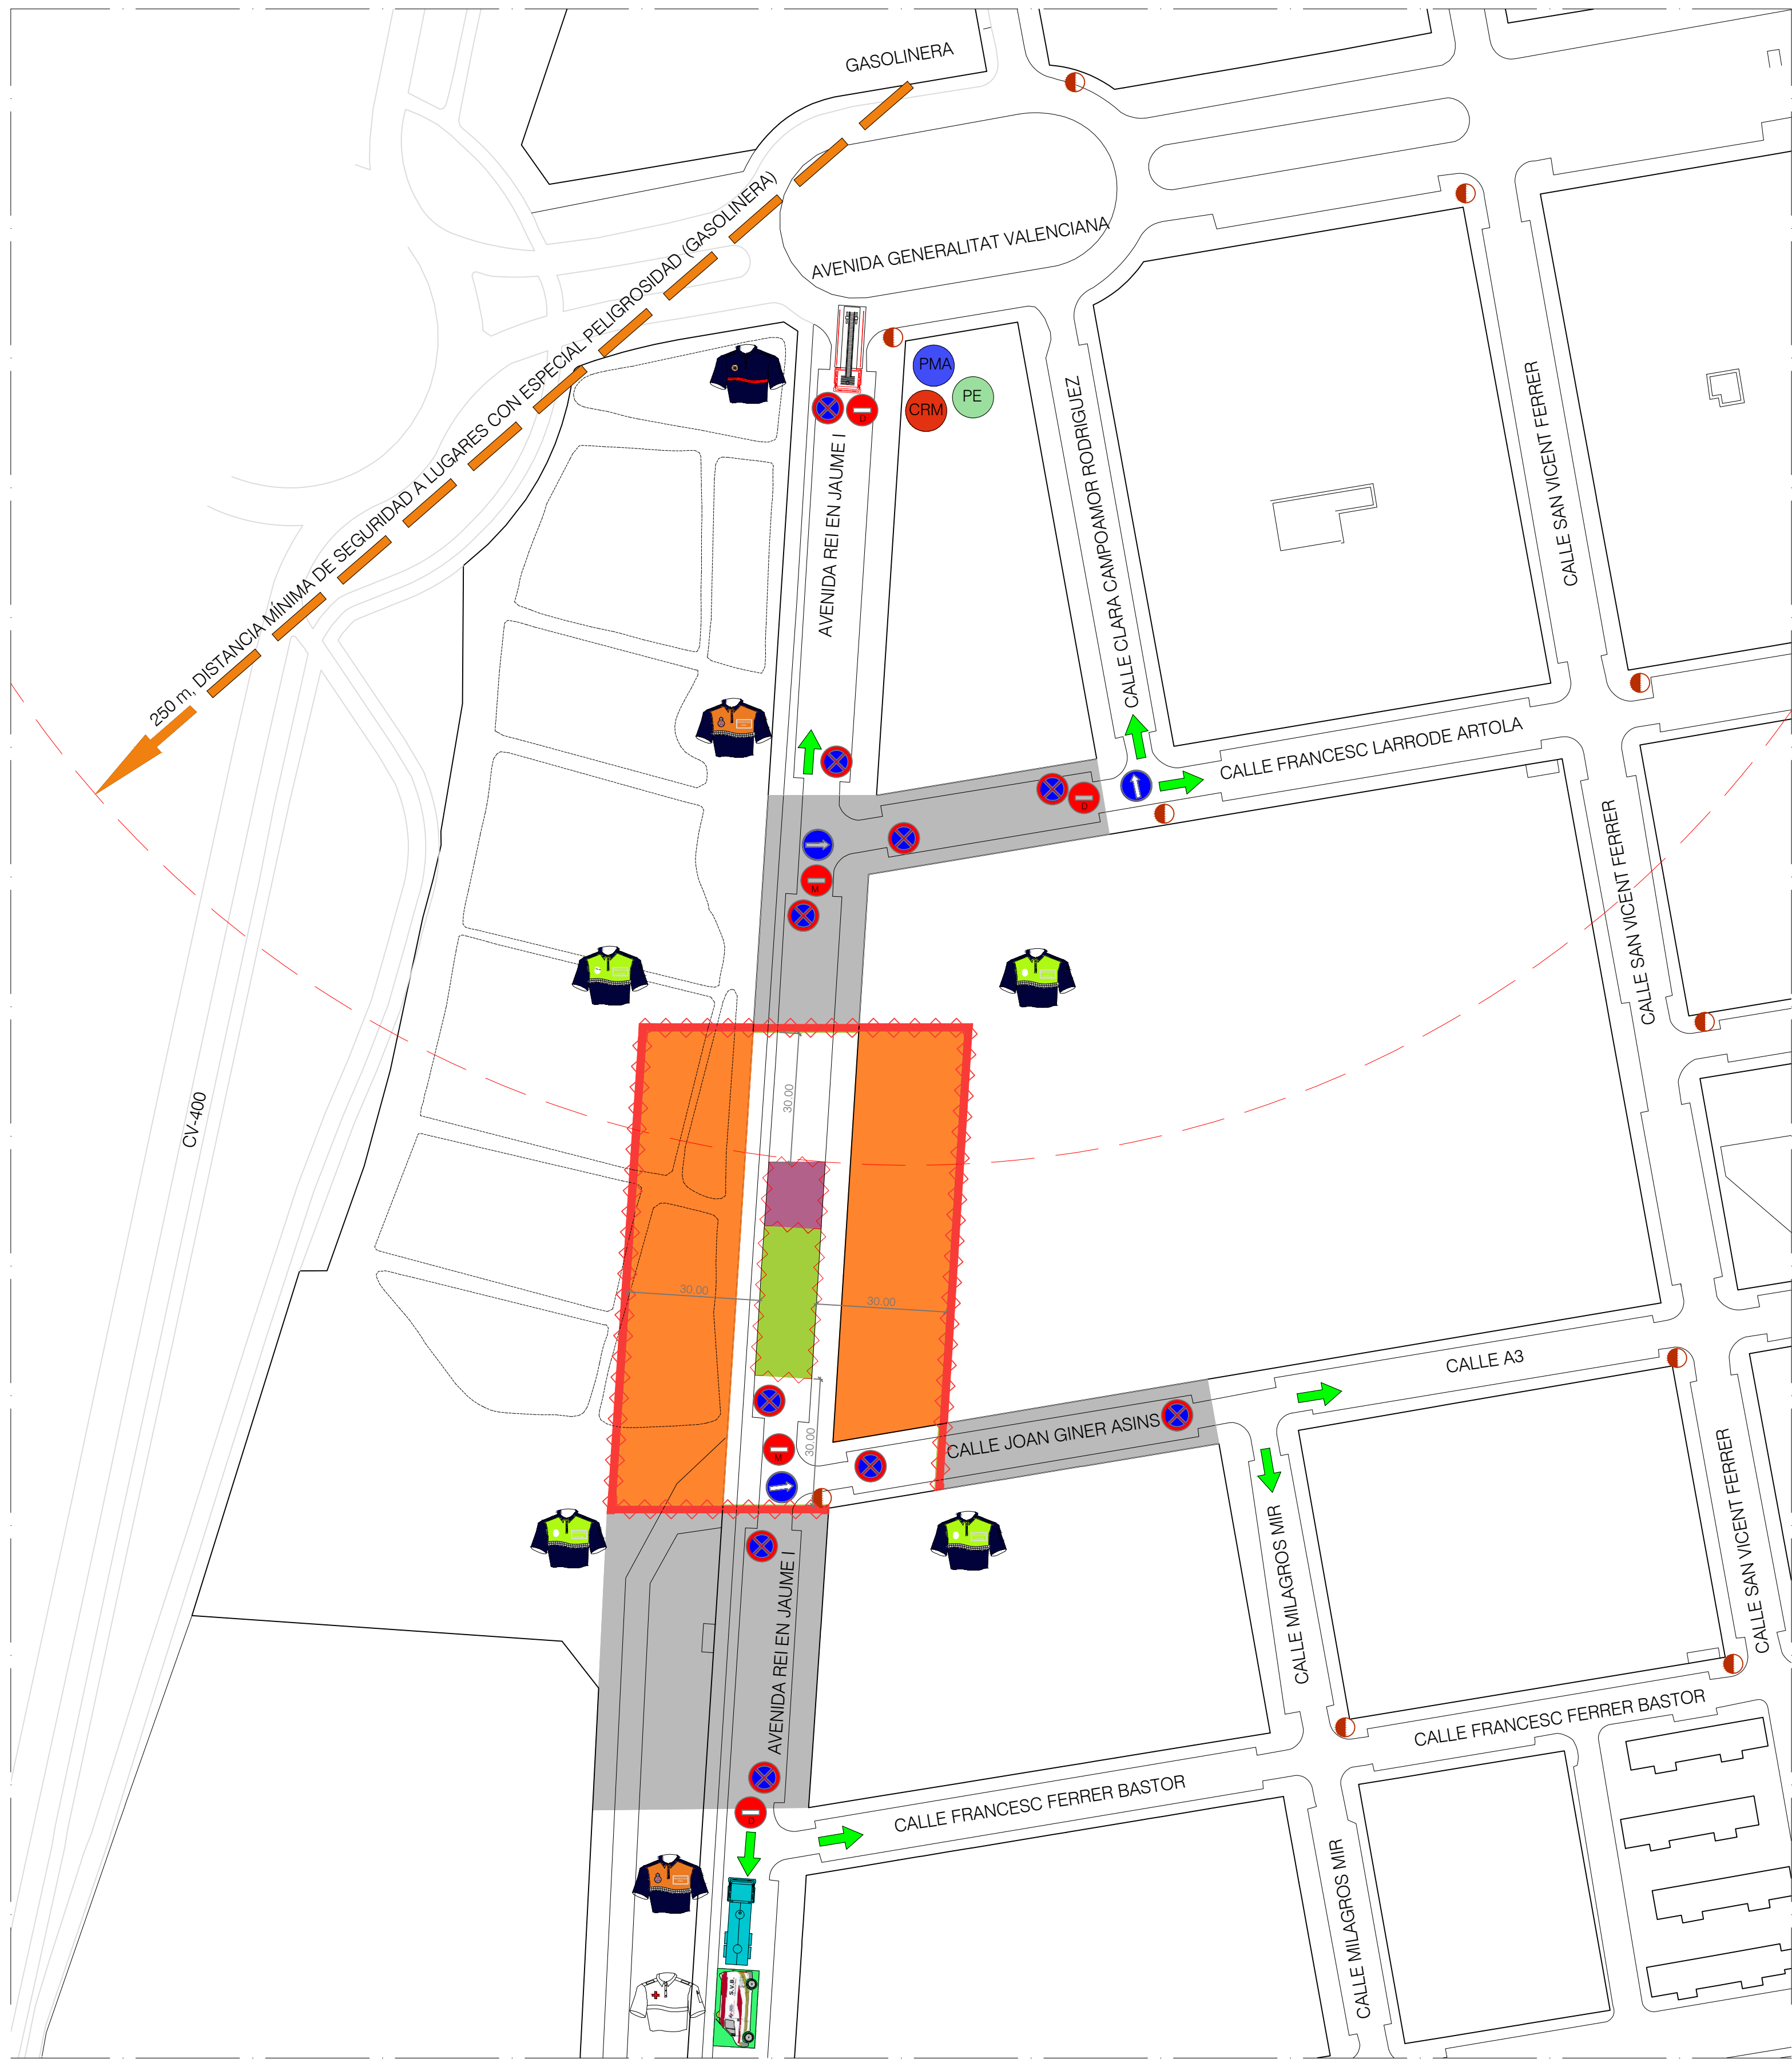 GASOLINERA
250 m, DISTANCIA MÍNIMA DE SEGURIDAD A LUGARES CON ESPECIAL PELIGROSIDAD (GASOLINERA)
AVENIDA GENERALITAT VALENCIANA
PMA
PE
CRM
D
AVENIDA REI EN JAUME I
CALLE CLARA CAMPOAMOR RODRIGUEZ
CALLE SAN VICENT FERRER
CALLE FRANCESC LARRODE ARTOLA
D
M
CALLE SAN VICENT FERRER
CV-400
30.00
30.00
30.00
30.00
CALLE A3
CALLE JOAN GINER ASINS
M
CALLE MILAGROS MIR
CALLE SAN VICENT FERRER
AVENIDA REI EN JAUME I
CALLE FRANCESC FERRER BASTOR
CALLE FRANCESC FERRER BASTOR
D
CALLE MILAGROS MIR
S.V.B.